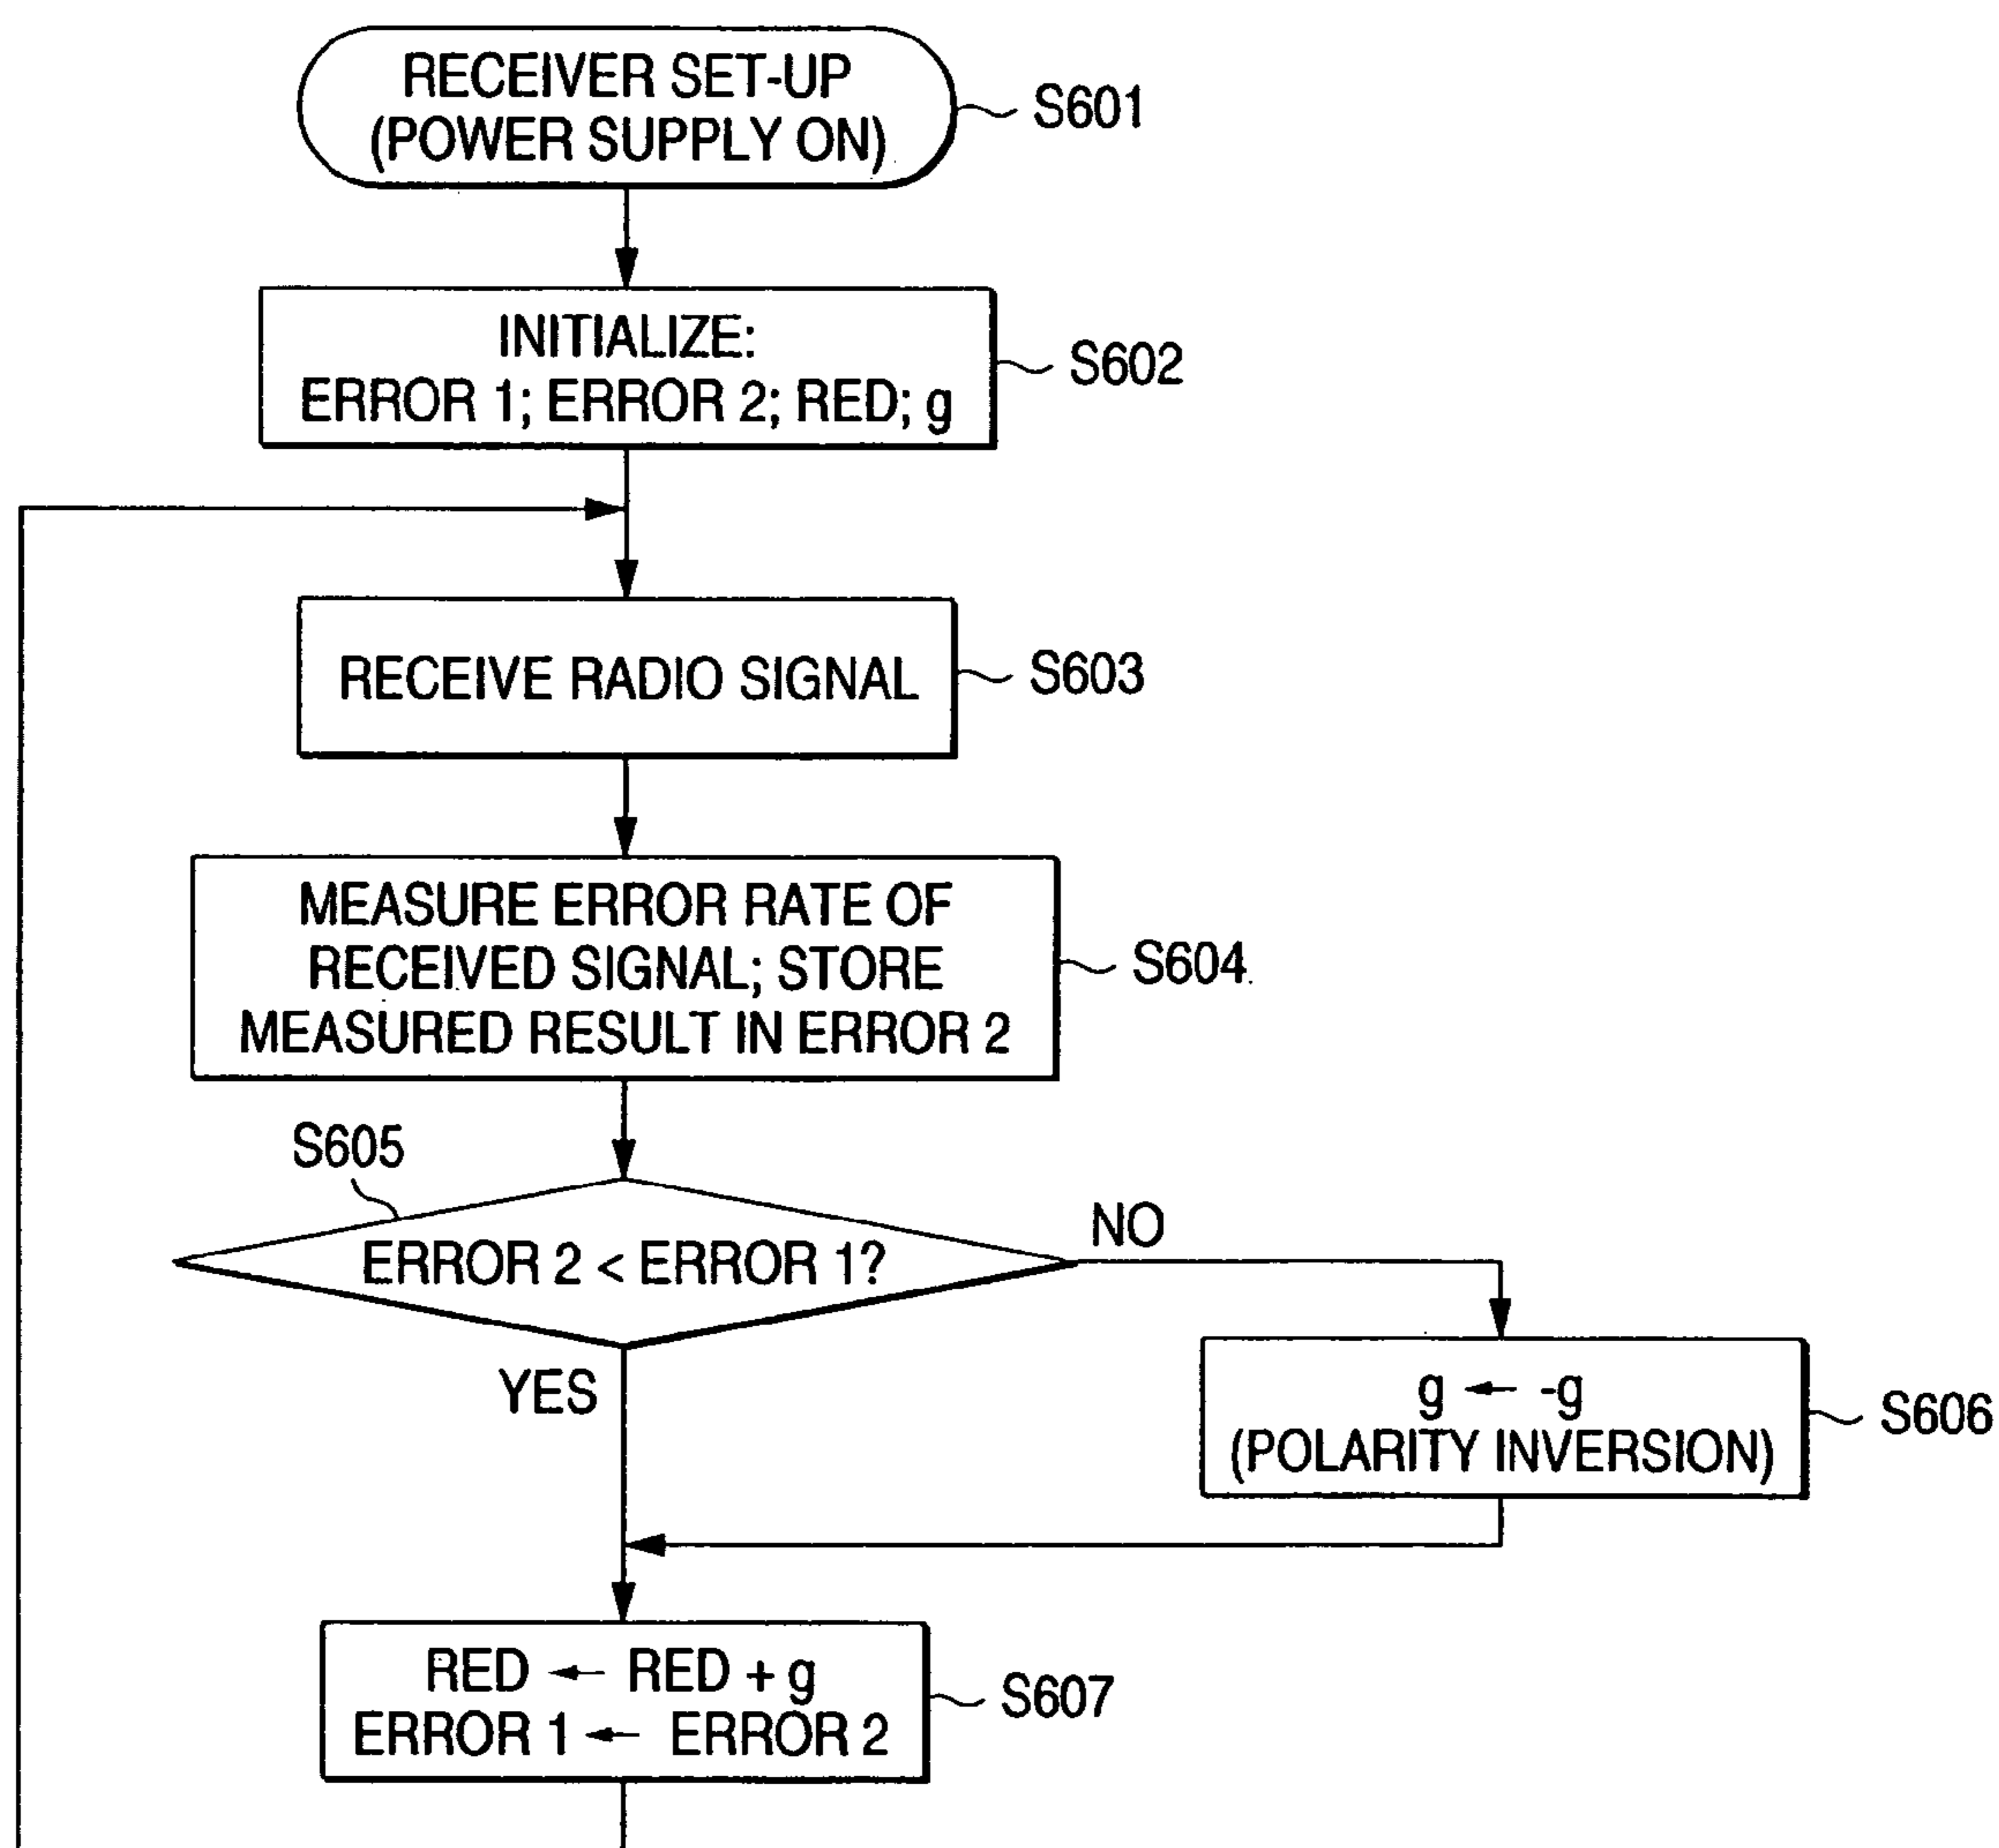 RECEIVER SET-UP
(POWER SUPPLY ON)
S601
INITIALIZE:
ERROR 1; ERROR 2; RED; g
S602
RECEIVE RADIO SIGNAL
S603
MEASURE ERROR RATE OF
RECEIVED SIGNAL; STORE
MEASURED RESULT IN ERROR 2
S604
S605
ERROR 2 < ERROR 1?
NO
YES
g ← -g
(POLARITY INVERSION)
S606
RED ← RED + g
ERROR 1 ← ERROR 2
S607